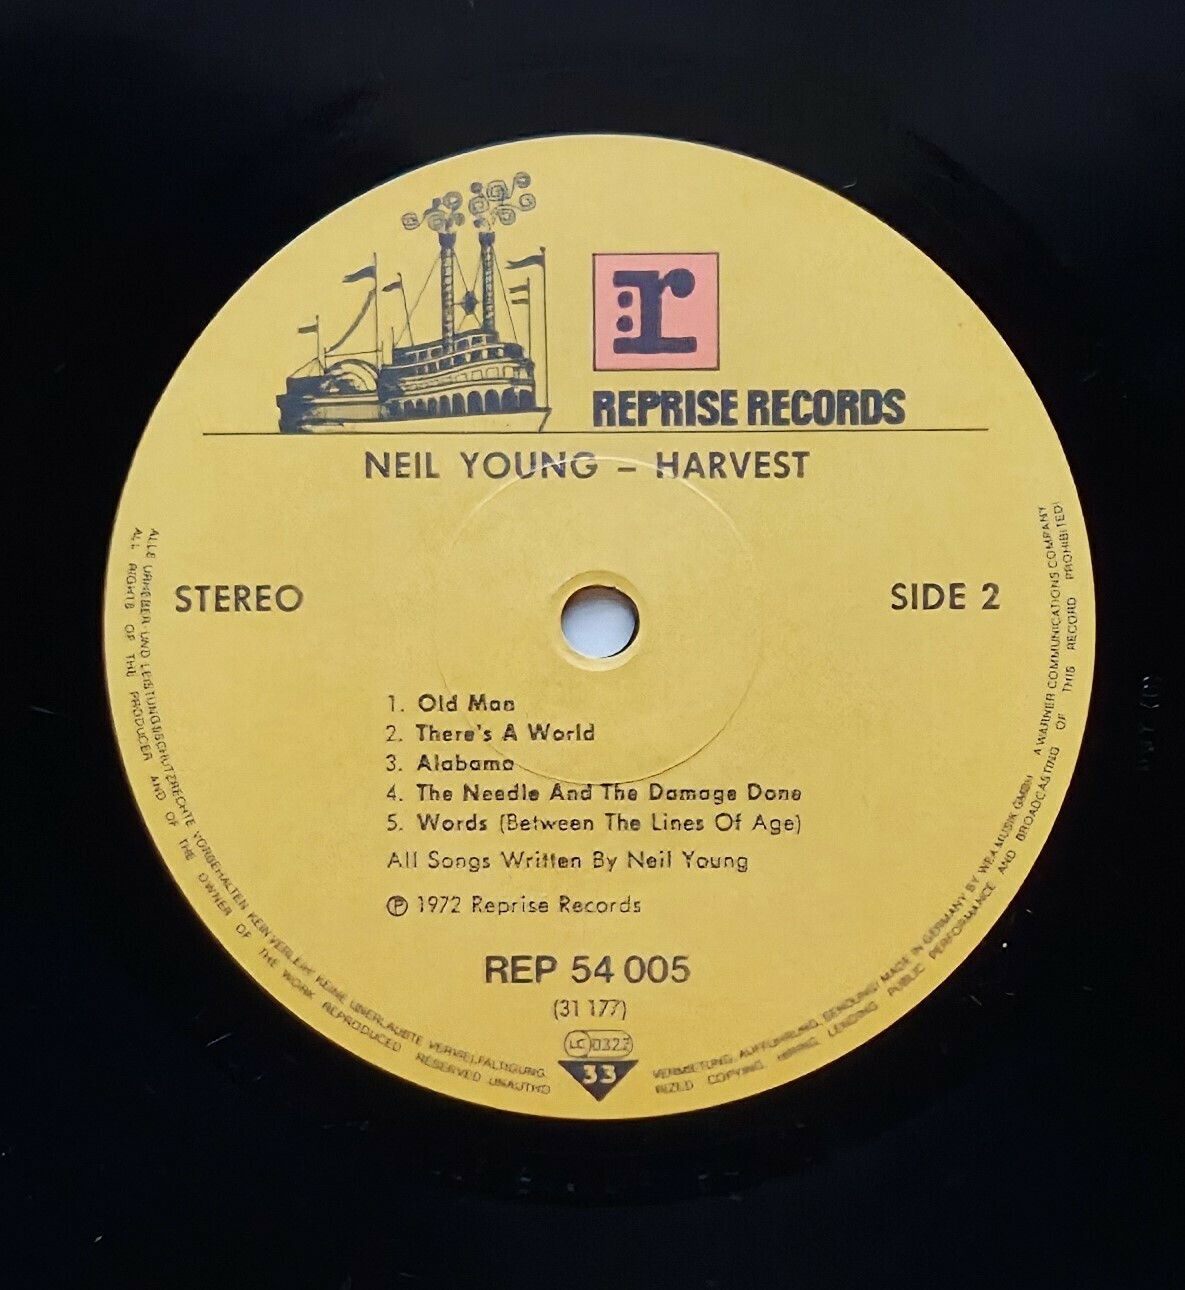 r
REPRISE RECORDS
NEIL YOUNG – HARVEST
STEREO
SIDE 2
1. Old Man
2. There's A World
3. Alabama
4. The Needle And The Damage Done
5. Words (Between The Lines Of Age)
All Songs Written By Neil Young
Ⓟ 1972 Reprise Records
REP 54 005
(31 177)
LC 0322
33
ALLE URHEBER- UND LEISTUNGSSCHUTZRECHTE VORBEHALTEN KEIN VERLEIH! KEINE UNERLAUBTE VERVIELFÄLTIGUNG, VERMIETUNG, AUFFÜHRUNG, SENDUNG! MADE IN GERMANY BY WEA MUSIK GMBH A WARNER COMMUNICATIONS COMPANY
ALL RIGHTS OF THE PRODUCER AND OF THE OWNER OF THE WORK REPRODUCED RESERVED UNAUTHORIZED COPYING, HIRING, LENDING PUBLIC PERFORMANCE AND BROADCASTING OF THIS RECORD PROHIBITED!